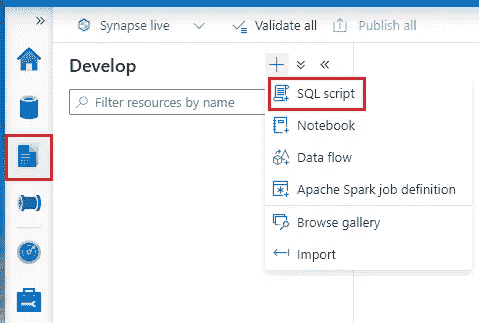 Synapse live
Validate all
Publish all
Develop
Filter resources by name
SQL script
Notebook
Data flow
Apache Spark job definition
Browse gallery
Import